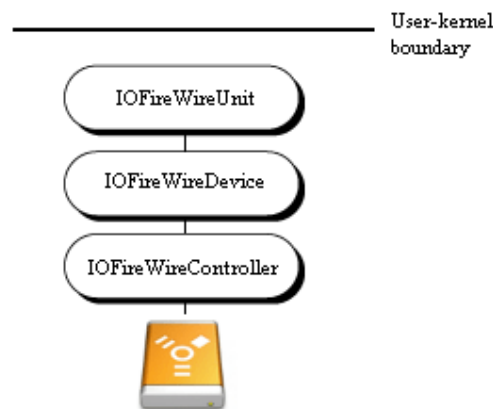 User-kernel
boundary
IOFireWireUnit
IOFireWireDevice
IOFireWireController